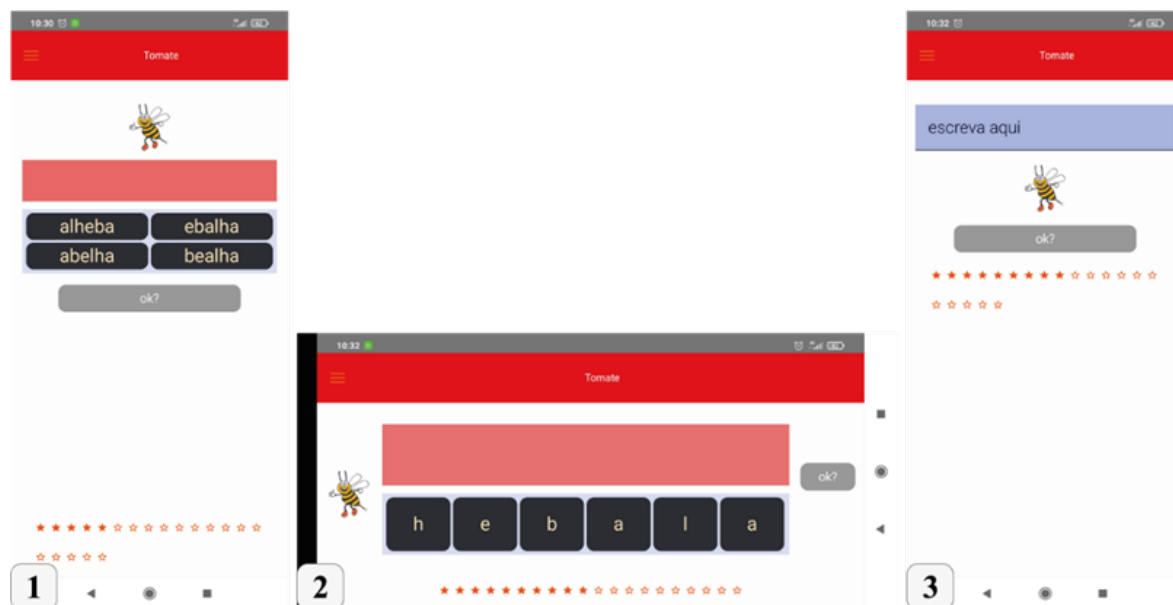 10:30
Tomate
alheba ebalha
abelha bealha
ok?
1
10:32
Tomate
ok?
h e b a l a
2
10:32
Tomate
escreva aqui
ok?
3